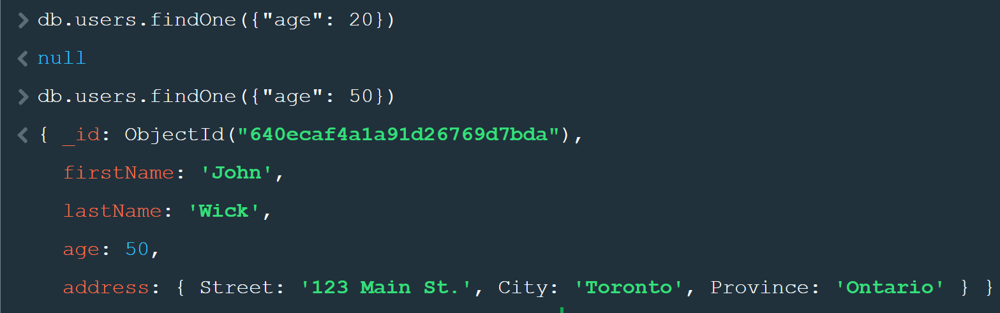 db.users.findOne({"age": 20})
null
db.users.findOne({"age": 50})
{ _id: ObjectId("640ecaf4a1a91d26769d7bda"),
firstName: 'John',
lastName: 'Wick',
age: 50,
address: { Street: '123 Main St.', City: 'Toronto', Province: 'Ontario' } }